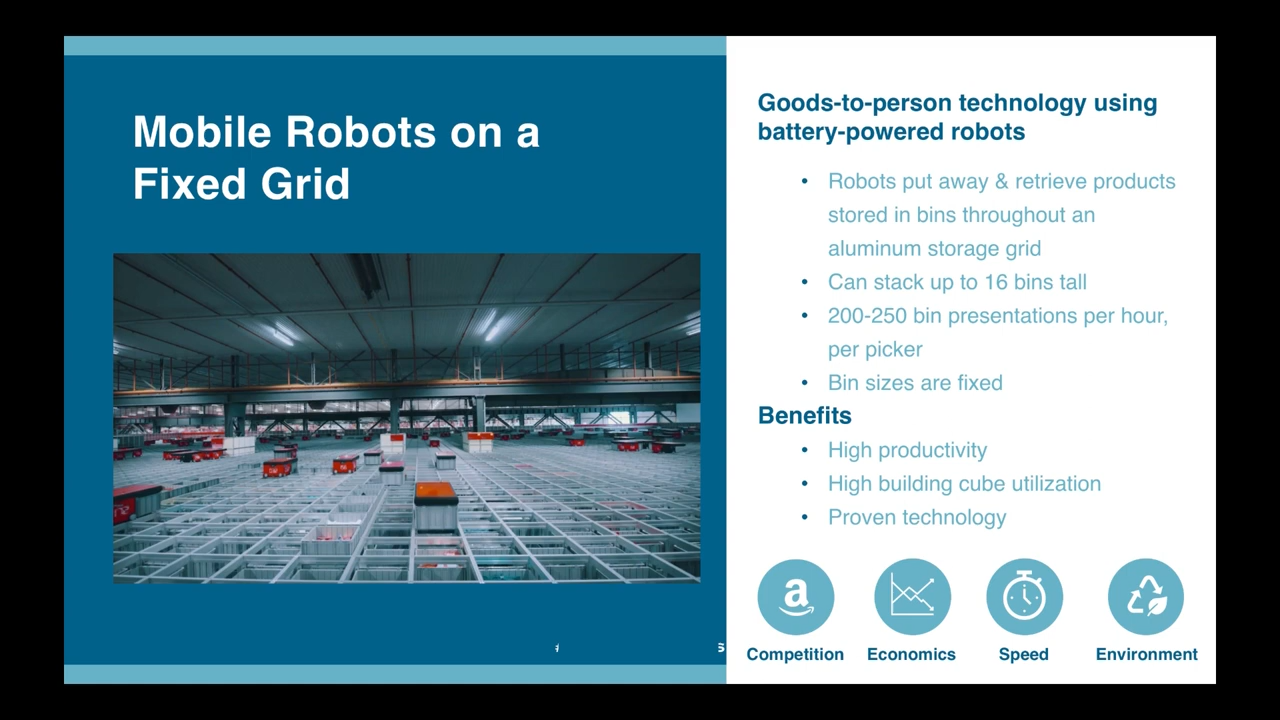 Mobile Robots on a
Fixed Grid
Goods-to-person technology using
battery-powered robots
• Robots put away & retrieve products
stored in bins throughout an
aluminum storage grid
• Can stack up to 16 bins tall
• 200-250 bin presentations per hour,
per picker
• Bin sizes are fixed
Benefits
• High productivity
• High building cube utilization
• Proven technology
a
Competition
Economics
Speed
Environment